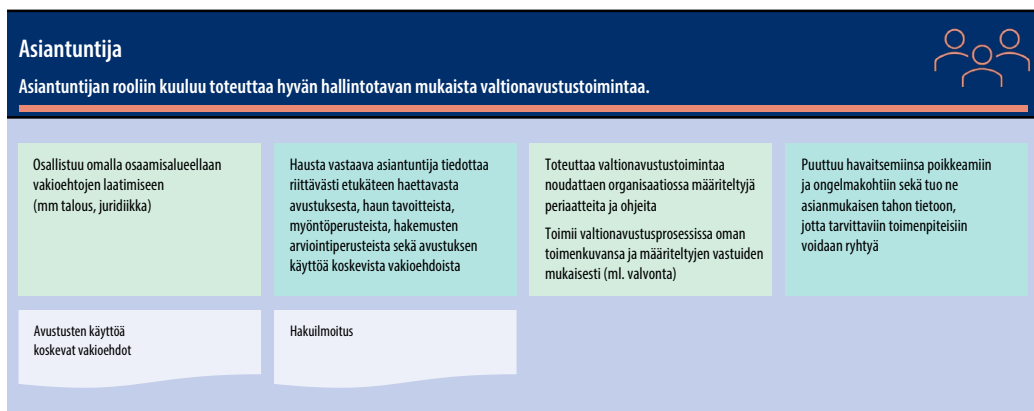 Asiantuntija
Asiantuntijan rooliin kuuluu toteuttaa hyvän hallintotavan mukaista valtionavustustoimintaa.
Osallistuu omalla osaamisalueellaan
vakioehtojen laatimiseen
(mm talous, juridiikka)
Hausta vastaava asiantuntija tiedottaa
riittävästi etukäteen haettavasta
avustuksesta, haun tavoitteista,
myöntöperusteista, hakemusten
arviointiperusteista sekä avustuksen
käyttöä koskevista vakioehdoista
Toteuttaa valtionavustustoimintaa
noudattaen organisaatiossa määriteltyjä
periaatteita ja ohjeita
Toimii valtionavustusprosessissa oman
toimenkuvansa ja määriteltyjen vastuiden
mukaisesti (ml. valvonta)
Puuttuu havaitsemiinsa poikkeamiin
ja ongelmakohtiin sekä tuo ne
asianmukaisen tahon tietoon,
jotta tarvittaviin toimenpiteisiin
voidaan ryhtyä
Avustusten käyttöä
koskevat vakioehdot
Hakuilmoitus